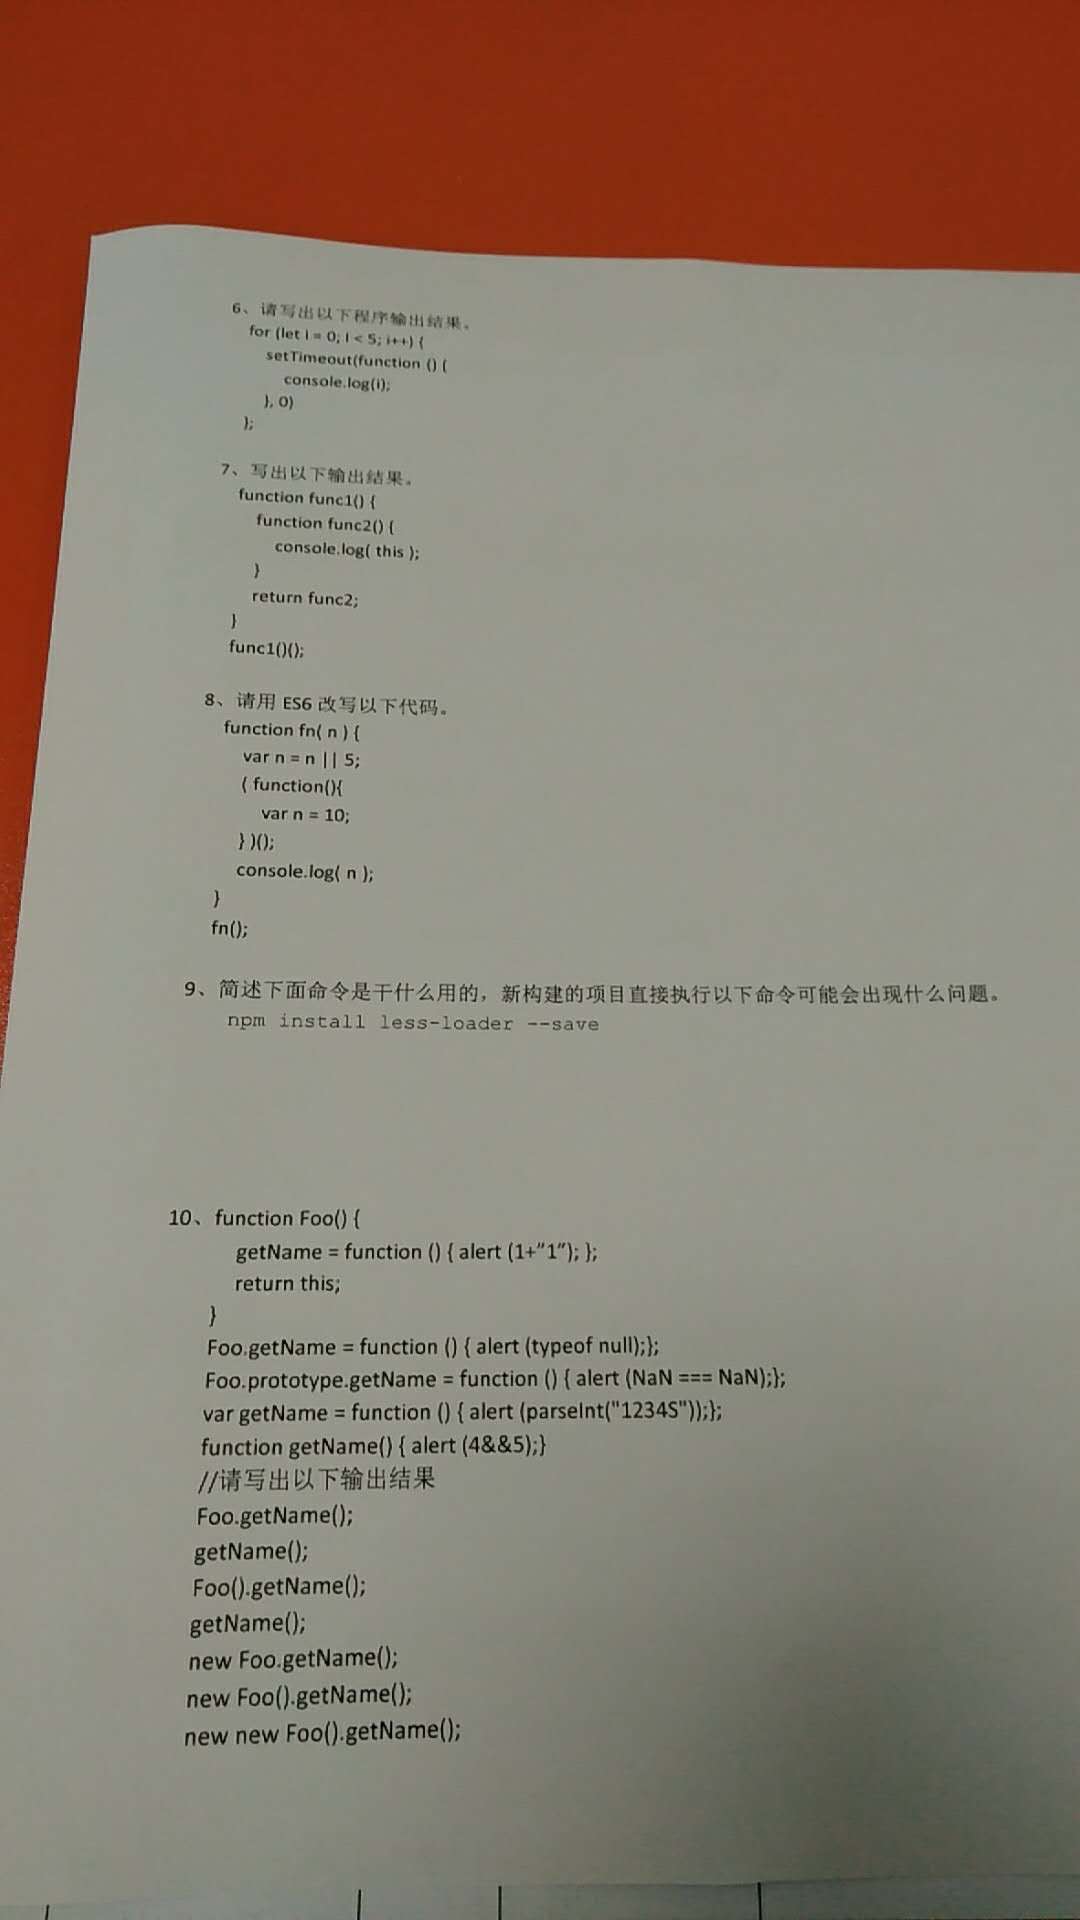 6、请写出以下程序输出结果。
for (let i = 0; i < 5; i++) {
setTimeout(function () {
console.log(i);
}, 0)
};
7、写出以下输出结果。
function func1() {
function func2() {
console.log( this );
}
return func2;
}
func1()();
8、请用 ES6 改写以下代码。
function fn( n ) {
var n = n || 5;
( function(){
var n = 10;
} )();
console.log( n );
}
fn();
9、简述下面命令是干什么用的，新构建的项目直接执行以下命令可能会出现什么问题。
npm install less-loader --save
10、function Foo() {
getName = function () { alert (1+"1"); };
return this;
}
Foo.getName = function () { alert (typeof null);};
Foo.prototype.getName = function () { alert (NaN === NaN);};
var getName = function () { alert (parseInt("1234S"));};
function getName() { alert (4&&5);}
//请写出以下输出结果
Foo.getName();
getName();
Foo().getName();
getName();
new Foo.getName();
new Foo().getName();
new new Foo().getName();